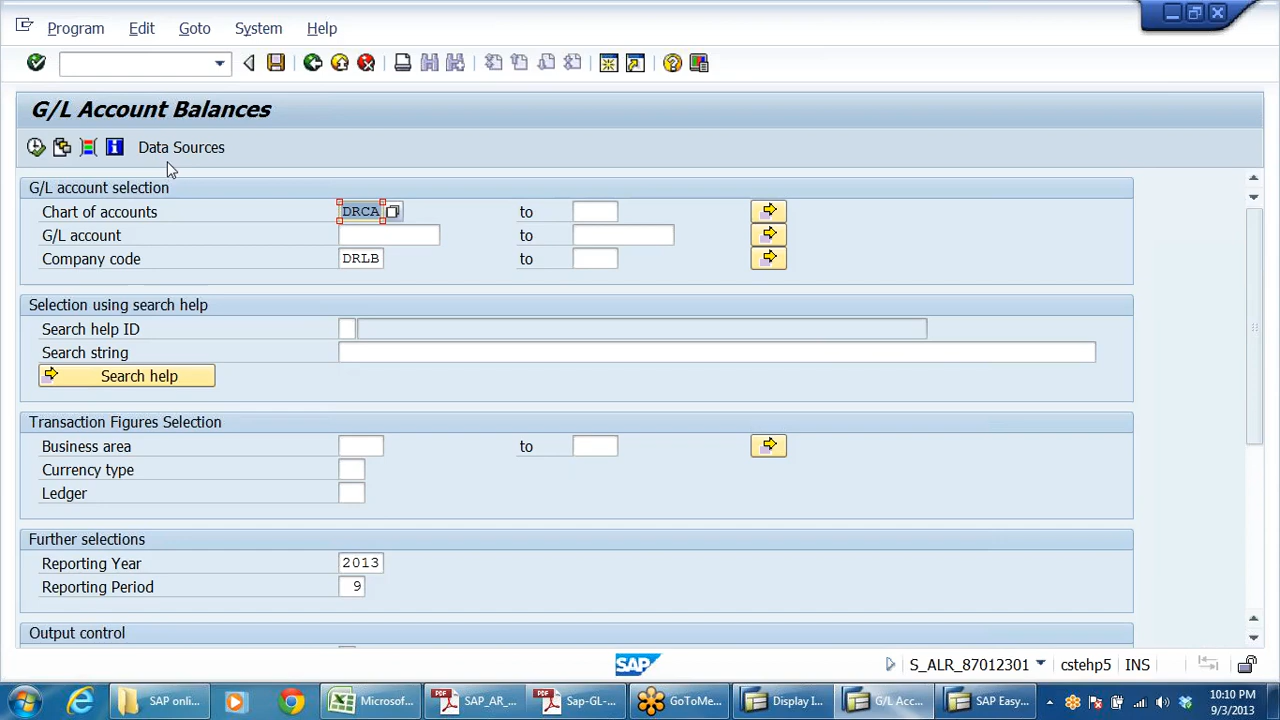 Program Edit Goto System Help
G/L Account Balances
Data Sources
G/L account selection
Chart of accounts DRCA to
G/L account to
Company code DRLB to
Selection using search help
Search help ID
Search string
Search help
Transaction Figures Selection
Business area to
Currency type
Ledger
Further selections
Reporting Year 2013
Reporting Period 9
Output control
SAP S_ALR_87012301 cstehp5 INS
SAP onli... Microsof... SAP_AR_... Sap-GL-... GoToMe... Display I... G/L Acc... SAP Easy... 10:10 PM
9/3/2013